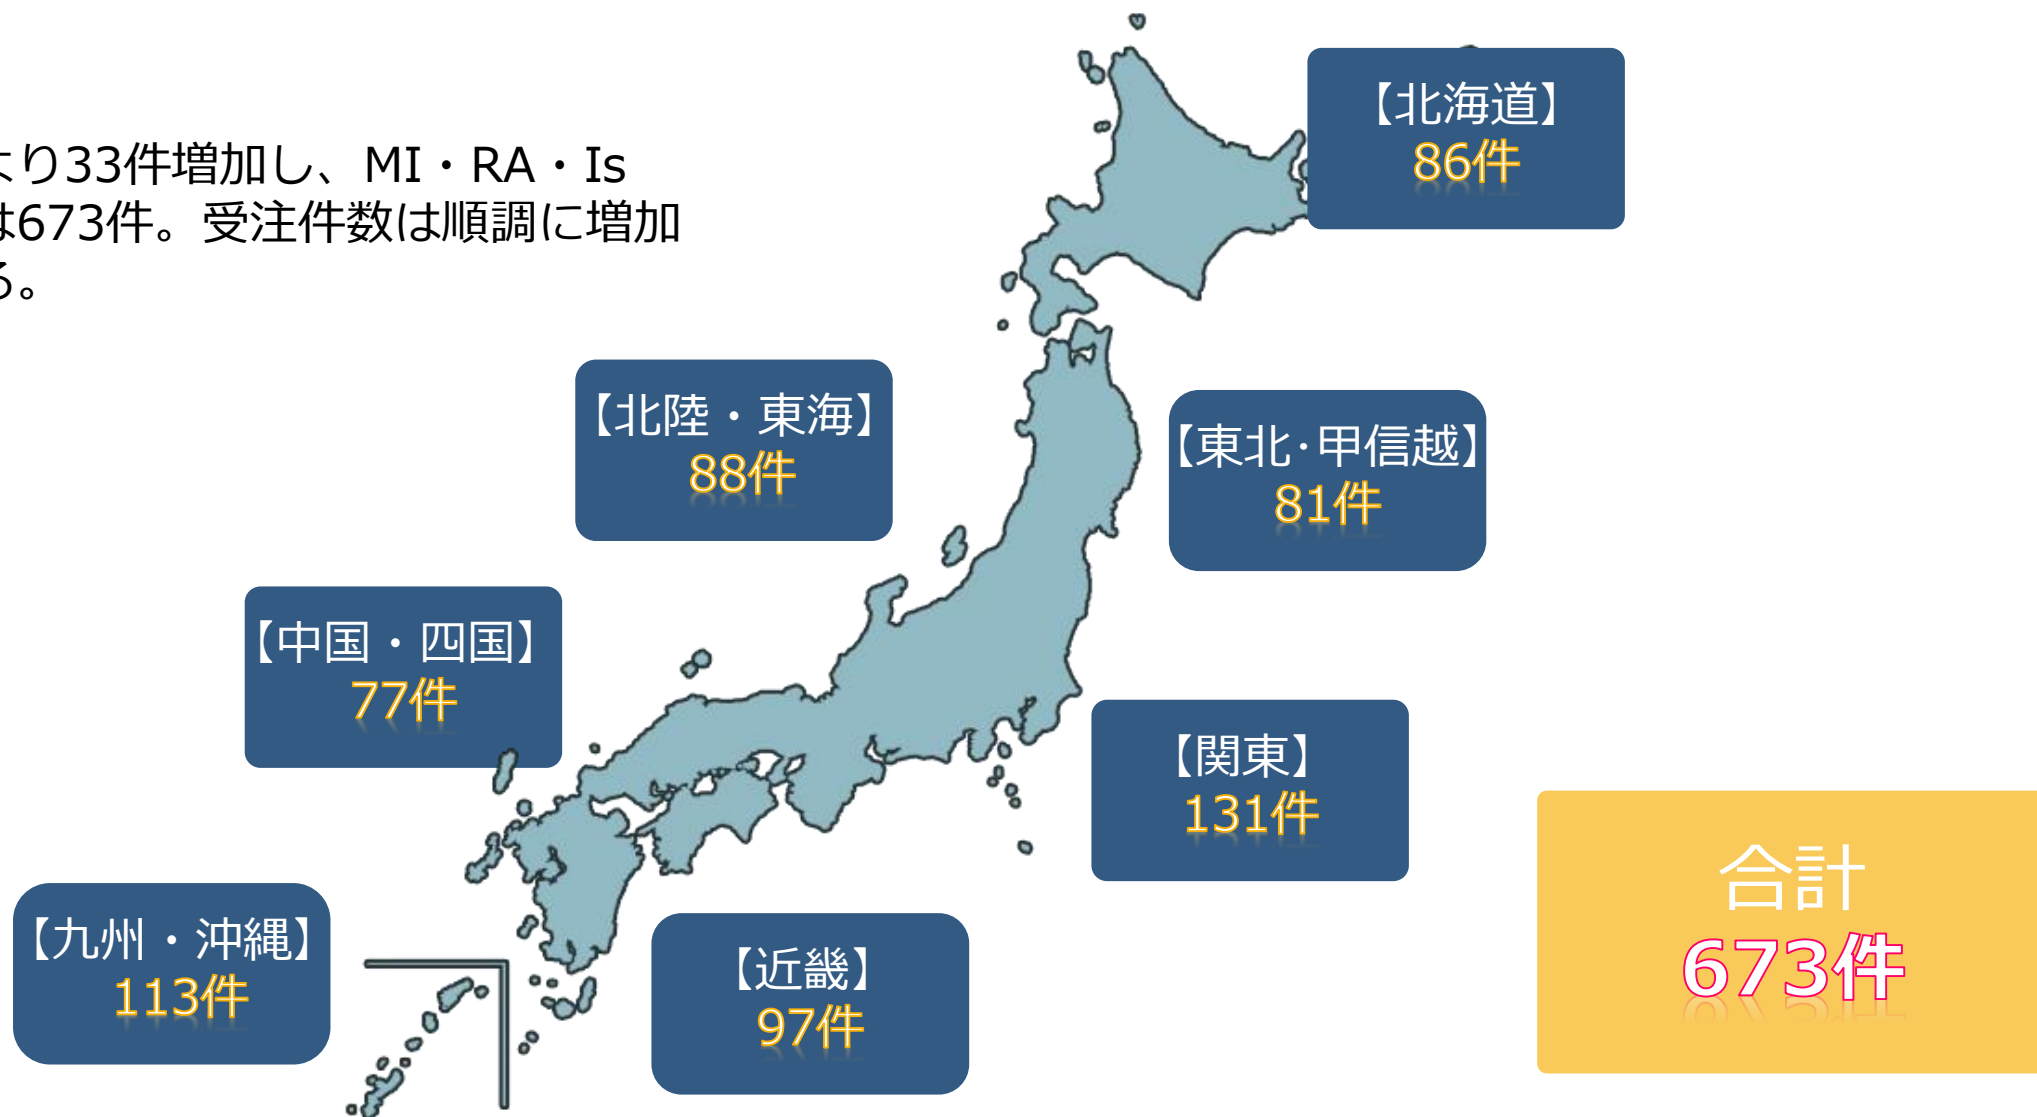 より33件増加し、MI・RA・Is
は673件。受注件数は順調に増加
る。
【北海道】
86件
【北陸・東海】
88件
【東北･甲信越】
81件
【中国・四国】
77件
【関東】
131件
【九州・沖縄】
113件
【近畿】
97件
合計
673件